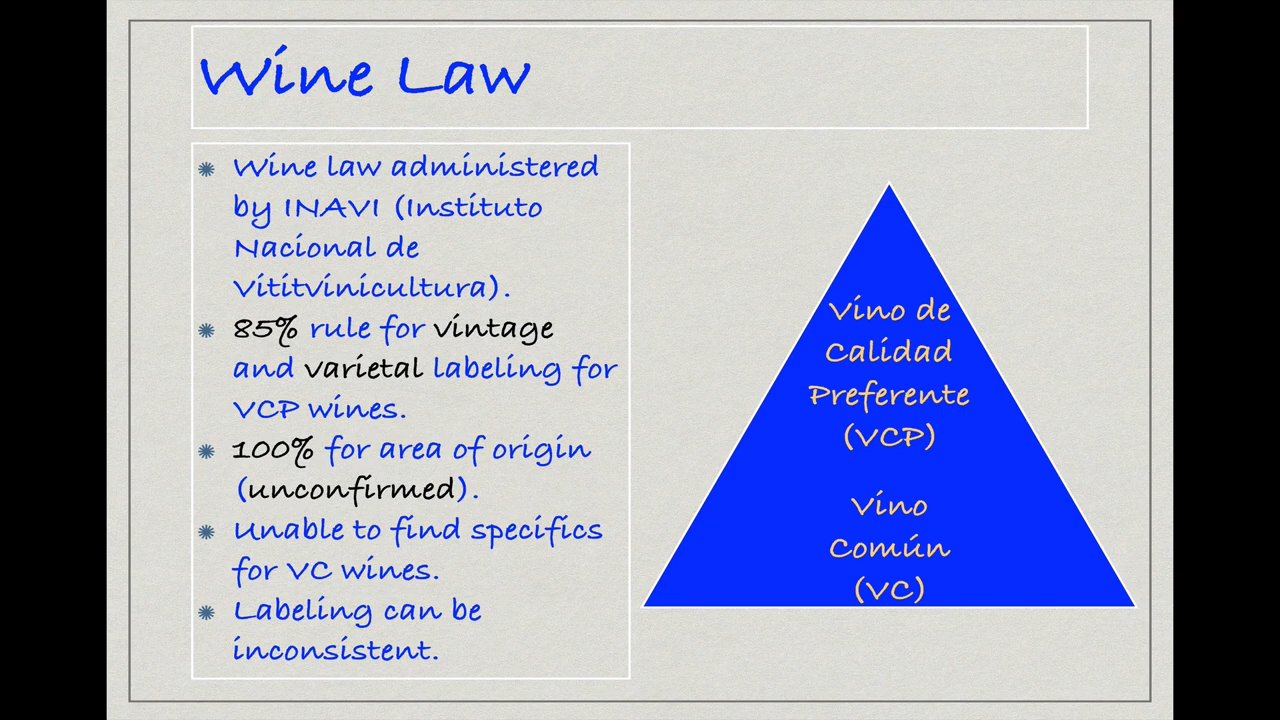 Wine Law
Wine law administered
by INAVI (Instituto
Nacional de
Vititvinicultura).
85% rule for vintage
and varietal labeling for
VCP wines.
100% for area of origin
(unconfirmed).
Unable to find specifics
for VC wines.
Labeling can be
inconsistent.
Vino de
Calidad
Preferente
(VCP)
Vino
Común
(VC)